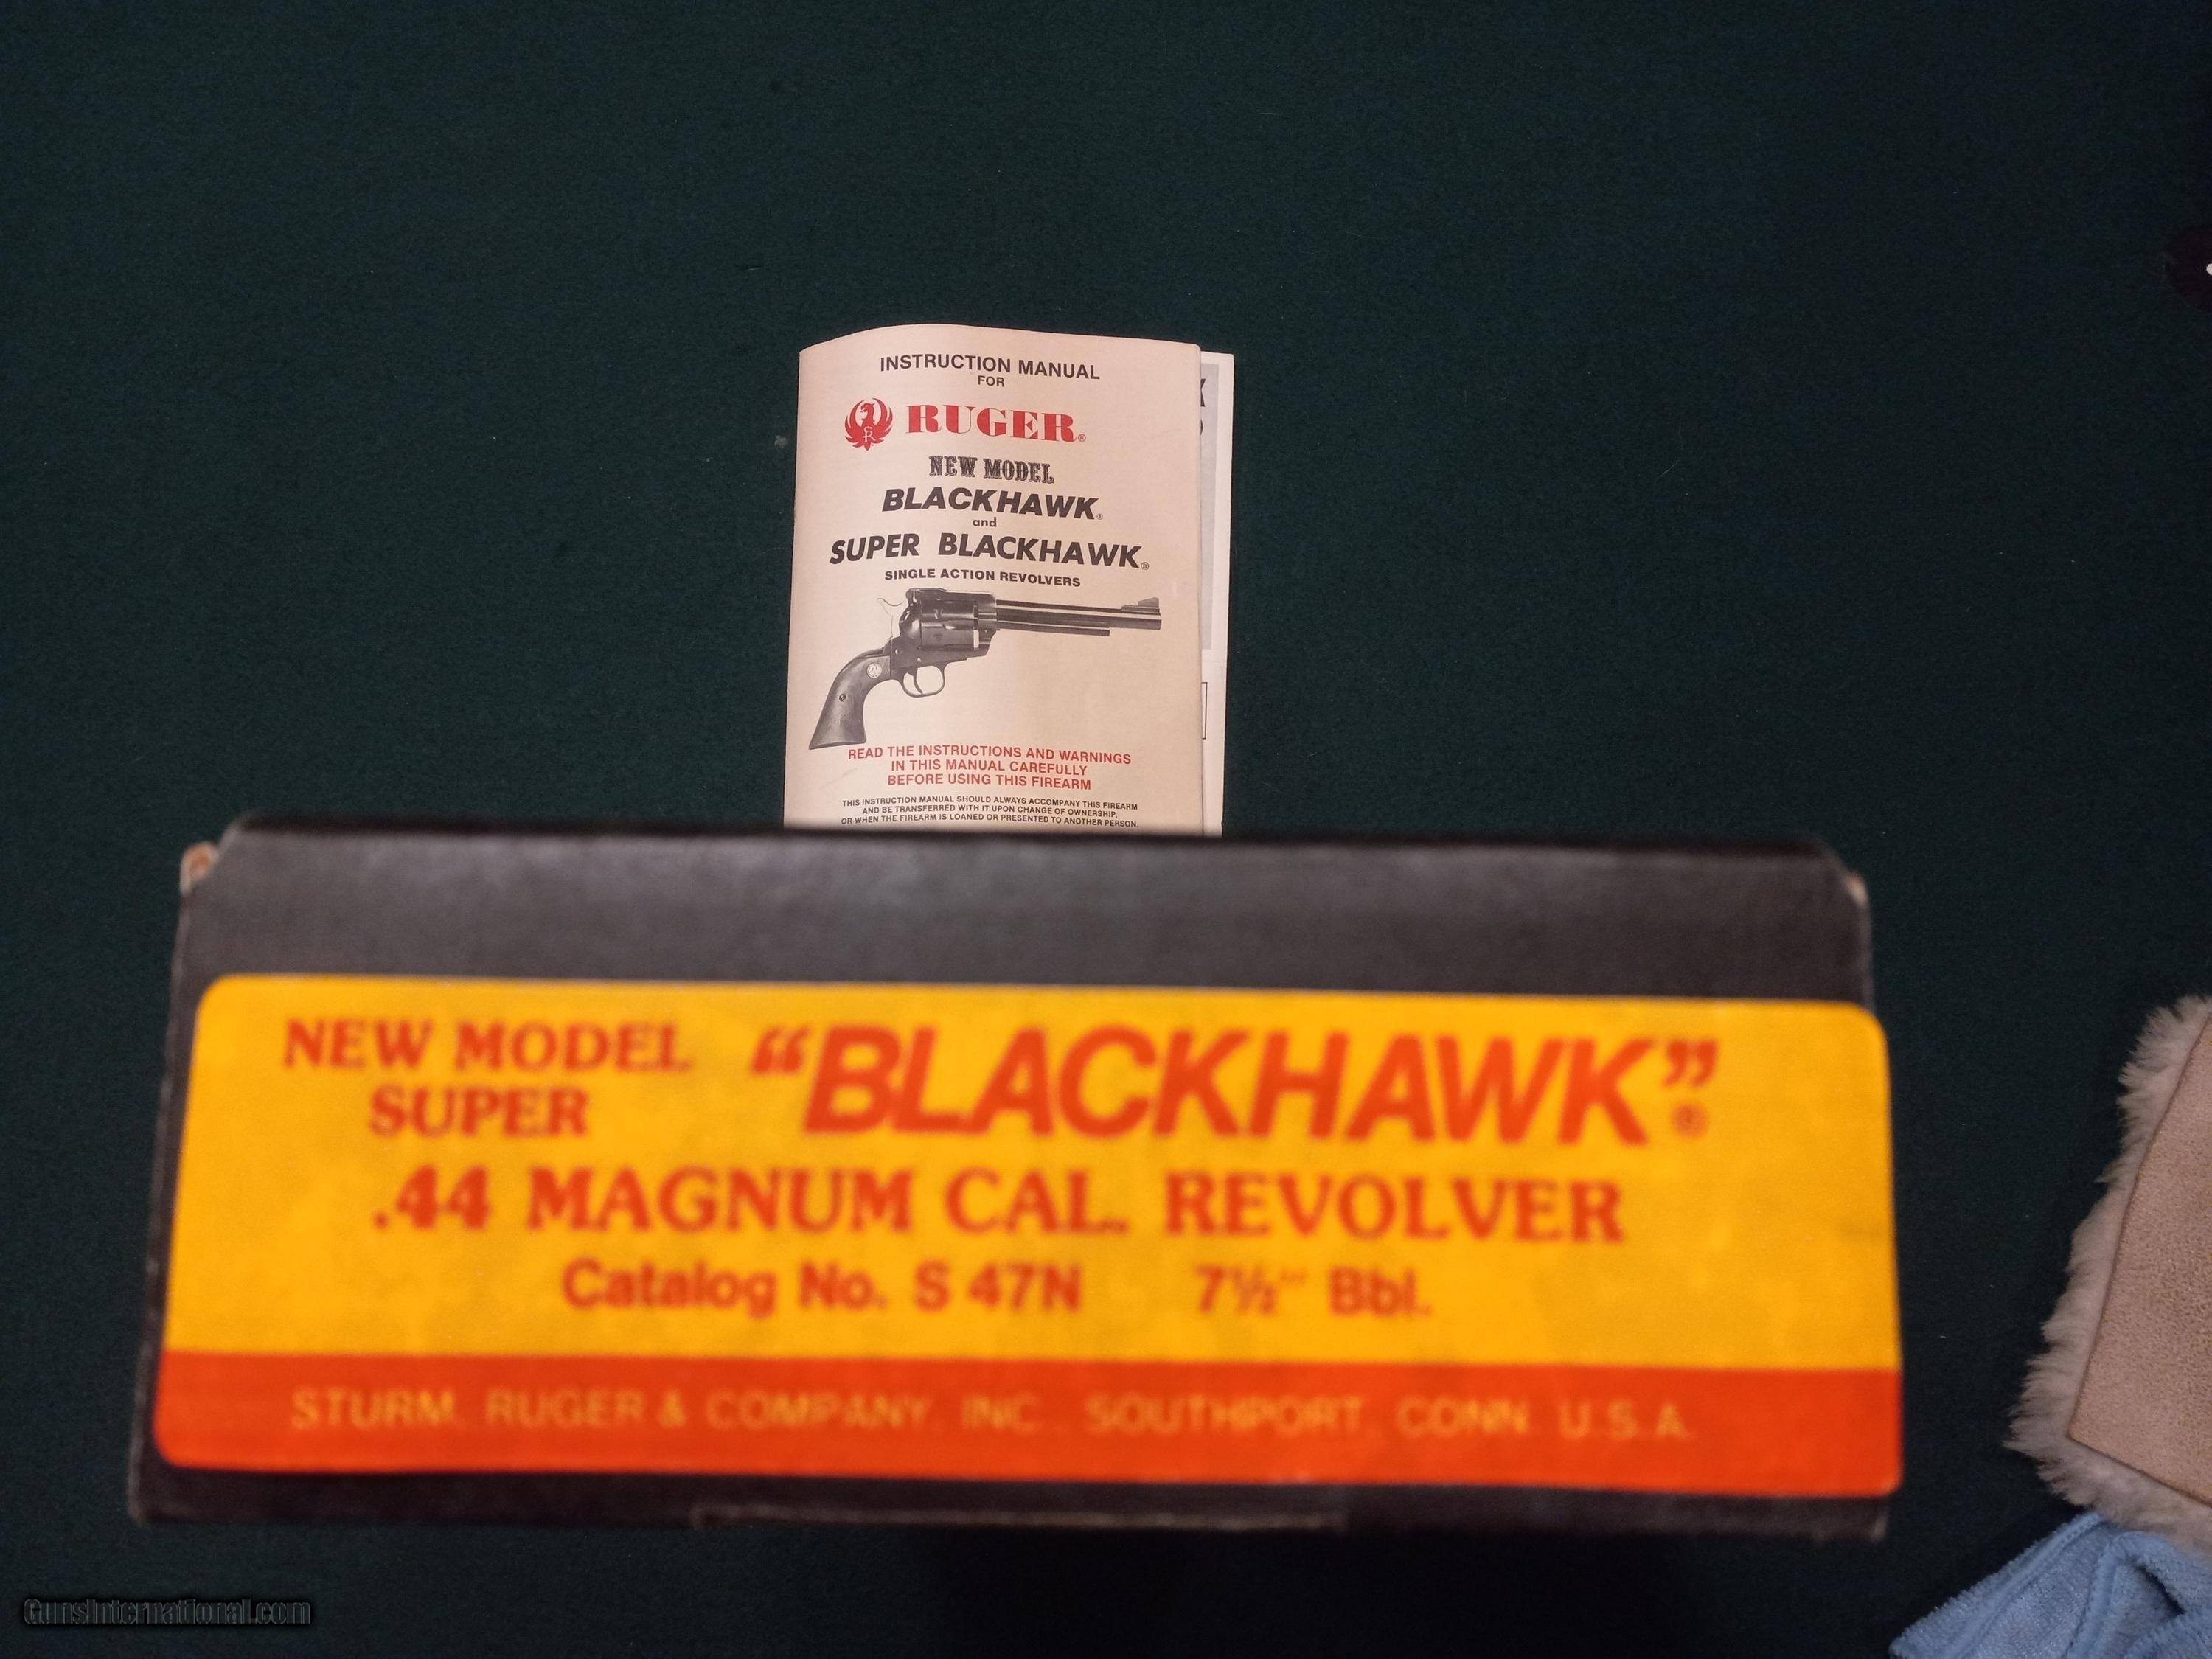 INSTRUCTION MANUAL
FOR
RUGER®
NEW MODEL
BLACKHAWK®
and
SUPER BLACKHAWK®
SINGLE ACTION REVOLVERS
READ THE INSTRUCTIONS AND WARNINGS
IN THIS MANUAL CAREFULLY
BEFORE USING THIS FIREARM
THIS INSTRUCTION MANUAL SHOULD ALWAYS ACCOMPANY THIS FIREARM
AND BE TRANSFERRED WITH IT UPON CHANGE OF OWNERSHIP,
OR WHEN THE FIREARM IS LOANED OR PRESENTED TO ANOTHER PERSON.
NEW MODEL
SUPER
“BLACKHAWK”®
.44 MAGNUM CAL. REVOLVER
Catalog No. S 47N 7½" Bbl.
STURM, RUGER & COMPANY, INC., SOUTHPORT, CONN. U.S.A.
GunsInternational.com